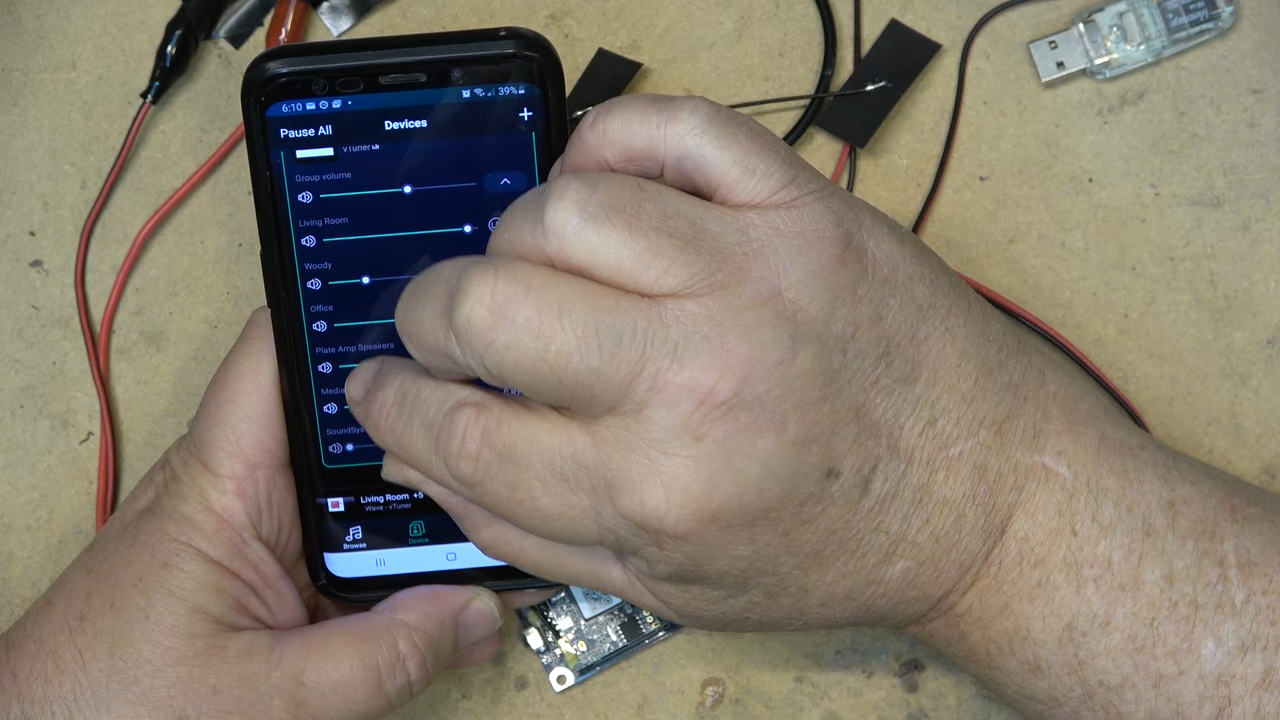 6:10
39%
Pause All
Devices
+
vTuner
Group volume
Living Room
Woody
Office
Plate Amp Speakers
Living Room +5
Wave - vTuner
Browse
Device